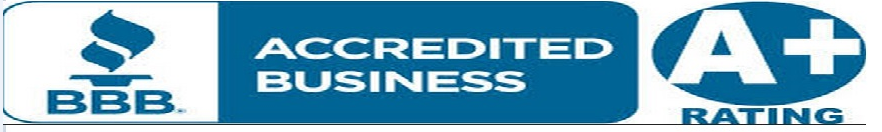 BBB.
ACCREDITED
BUSINESS
A+
RATING